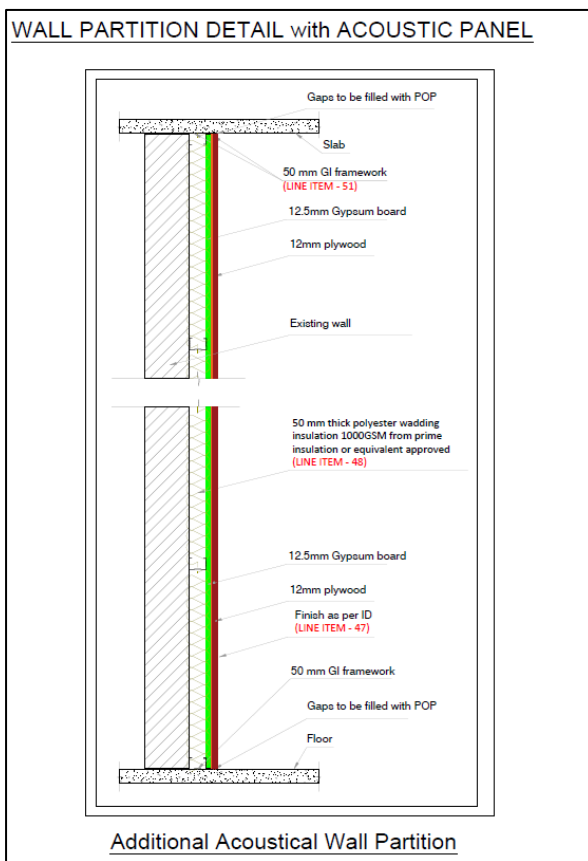 WALL PARTITION DETAIL with ACOUSTIC PANEL
Gaps to be filled with POP
Slab
50 mm GI framework
(LINE ITEM - 51)
12.5mm Gypsum board
12mm plywood
Existing wall
50 mm thick polyester wadding
insulation 1000GSM from prime
insulation or equivalent approved
(LINE ITEM - 48)
12.5mm Gypsum board
12mm plywood
Finish as per ID
(LINE ITEM - 47)
50 mm GI framework
Gaps to be filled with POP
Floor
Additional Acoustical Wall Partition